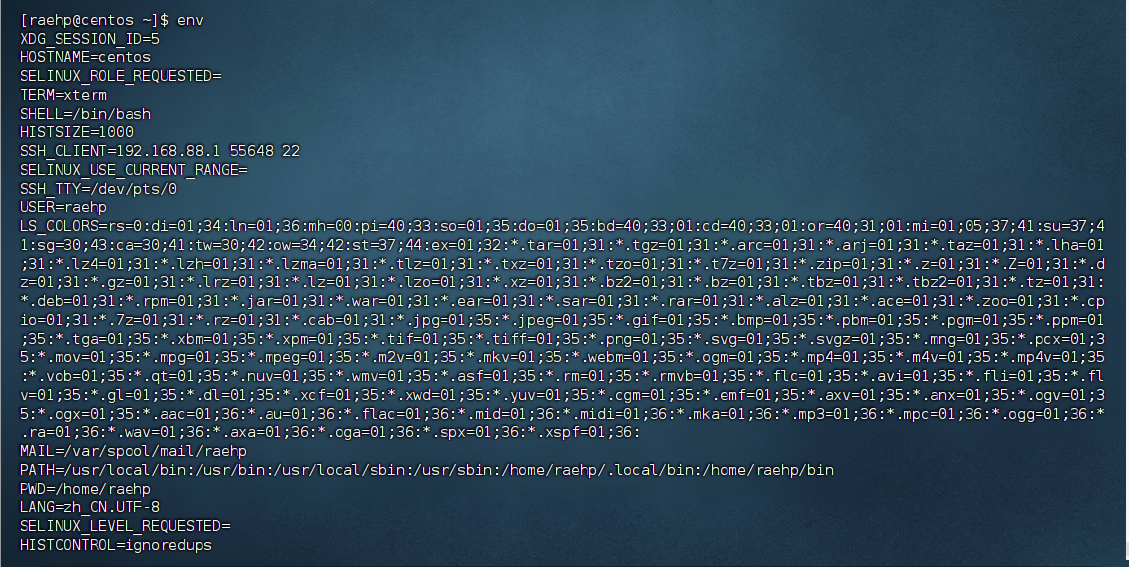 [raehp@centos ~]$ env
XDG_SESSION_ID=5
HOSTNAME=centos
SELINUX_ROLE_REQUESTED=
TERM=xterm
SHELL=/bin/bash
HISTSIZE=1000
SSH_CLIENT=192.168.88.1 55648 22
SELINUX_USE_CURRENT_RANGE=
SSH_TTY=/dev/pts/0
USER=raehp
LS_COLORS=rs=0:di=01;34:ln=01;36:mh=00:pi=40;33:so=01;35:do=01;35:bd=40;33;01:cd=40;33;01:or=40;31;01:mi=01;05;37;41:su=37;4
1:sg=30;43:ca=30;41:tw=30;42:ow=34;42:st=37;44:ex=01;32:*.tar=01;31:*.tgz=01;31:*.arc=01;31:*.arj=01;31:*.taz=01;31:*.lha=01
;31:*.lz4=01;31:*.lzh=01;31:*.lzma=01;31:*.tlz=01;31:*.txz=01;31:*.tzo=01;31:*.t7z=01;31:*.zip=01;31:*.z=01;31:*.Z=01;31:*.d
z=01;31:*.gz=01;31:*.lrz=01;31:*.lz=01;31:*.lzo=01;31:*.xz=01;31:*.bz2=01;31:*.bz=01;31:*.tbz=01;31:*.tbz2=01;31:*.tz=01;31:
*.deb=01;31:*.rpm=01;31:*.jar=01;31:*.war=01;31:*.ear=01;31:*.sar=01;31:*.rar=01;31:*.alz=01;31:*.ace=01;31:*.zoo=01;31:*.cp
io=01;31:*.7z=01;31:*.rz=01;31:*.cab=01;31:*.jpg=01;35:*.jpeg=01;35:*.gif=01;35:*.bmp=01;35:*.pbm=01;35:*.pgm=01;35:*.ppm=01
;35:*.tga=01;35:*.xbm=01;35:*.xpm=01;35:*.tif=01;35:*.tiff=01;35:*.png=01;35:*.svg=01;35:*.svgz=01;35:*.mng=01;35:*.pcx=01;3
5:*.mov=01;35:*.mpg=01;35:*.mpeg=01;35:*.m2v=01;35:*.mkv=01;35:*.webm=01;35:*.ogm=01;35:*.mp4=01;35:*.m4v=01;35:*.mp4v=01;35
:*.vob=01;35:*.qt=01;35:*.nuv=01;35:*.wmv=01;35:*.asf=01;35:*.rm=01;35:*.rmvb=01;35:*.flc=01;35:*.avi=01;35:*.fli=01;35:*.fl
v=01;35:*.gl=01;35:*.dl=01;35:*.xcf=01;35:*.xwd=01;35:*.yuv=01;35:*.cgm=01;35:*.emf=01;35:*.axv=01;35:*.anx=01;35:*.ogv=01;3
5:*.ogx=01;35:*.aac=01;36:*.au=01;36:*.flac=01;36:*.mid=01;36:*.midi=01;36:*.mka=01;36:*.mp3=01;36:*.mpc=01;36:*.ogg=01;36:*
.ra=01;36:*.wav=01;36:*.axa=01;36:*.oga=01;36:*.spx=01;36:*.xspf=01;36:
MAIL=/var/spool/mail/raehp
PATH=/usr/local/bin:/usr/bin:/usr/local/sbin:/usr/sbin:/home/raehp/.local/bin:/home/raehp/bin
PWD=/home/raehp
LANG=zh_CN.UTF-8
SELINUX_LEVEL_REQUESTED=
HISTCONTROL=ignoredups